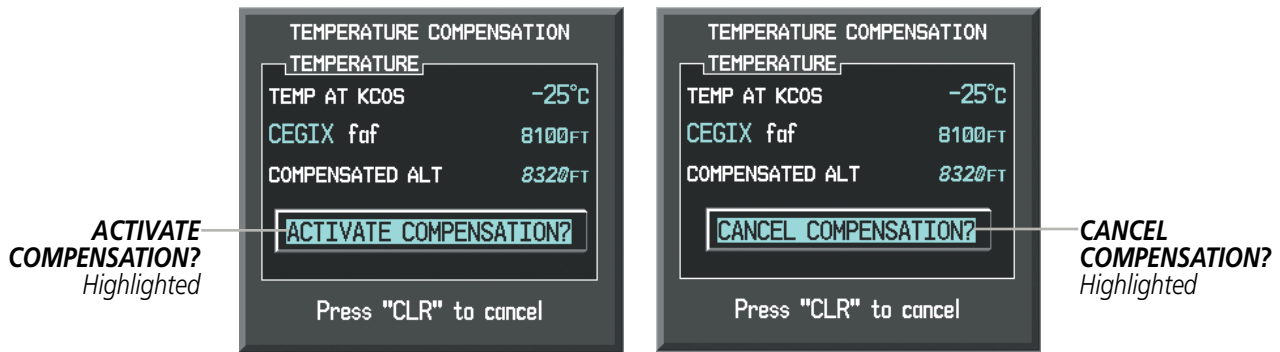 TEMPERATURE COMPENSATION
TEMPERATURE
TEMP AT KCOS -25°C
CEGIX faf 8100FT
COMPENSATED ALT 8320FT
ACTIVATE COMPENSATION?
Press "CLR" to cancel
ACTIVATE
COMPENSATION?
Highlighted
TEMPERATURE COMPENSATION
TEMPERATURE
TEMP AT KCOS -25°C
CEGIX faf 8100FT
COMPENSATED ALT 8320FT
CANCEL COMPENSATION?
Press "CLR" to cancel
CANCEL
COMPENSATION?
Highlighted